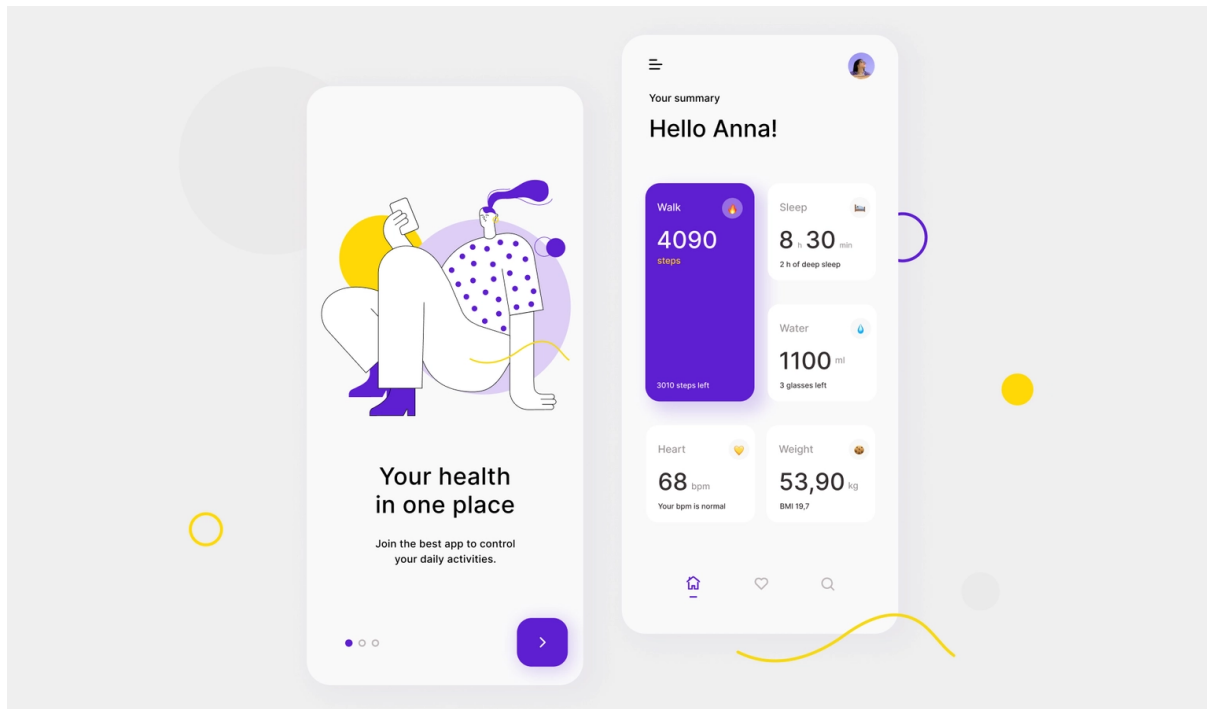 Your health
in one place
Join the best app to control
your daily activities.
Your summary
Hello Anna!
Walk
4090
steps
3010 steps left
Sleep
8 h 30 min
2 h of deep sleep
Water
1100 ml
3 glasses left
Heart
68 bpm
Your bpm is normal
Weight
53,90 kg
BMI 19,7